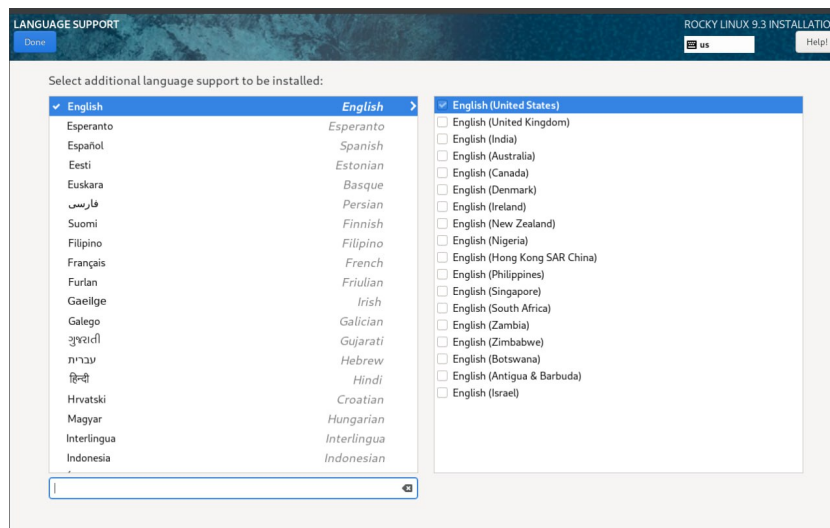 LANGUAGE SUPPORT
ROCKY LINUX 9.3 INSTALLATIO
Done
us
Help!
Select additional language support to be installed:
English English
Esperanto Esperanto
Español Spanish
Eesti Estonian
Euskara Basque
فارسی Persian
Suomi Finnish
Filipino Filipino
Français French
Furlan Friulian
Gaeilge Irish
Galego Galician
ગુજરાતી Gujarati
עברית Hebrew
हिन्दी Hindi
Hrvatski Croatian
Magyar Hungarian
Interlingua Interlingua
Indonesia Indonesian
English (United States)
English (United Kingdom)
English (India)
English (Australia)
English (Canada)
English (Denmark)
English (Ireland)
English (New Zealand)
English (Nigeria)
English (Hong Kong SAR China)
English (Philippines)
English (Singapore)
English (South Africa)
English (Zambia)
English (Zimbabwe)
English (Botswana)
English (Antigua & Barbuda)
English (Israel)